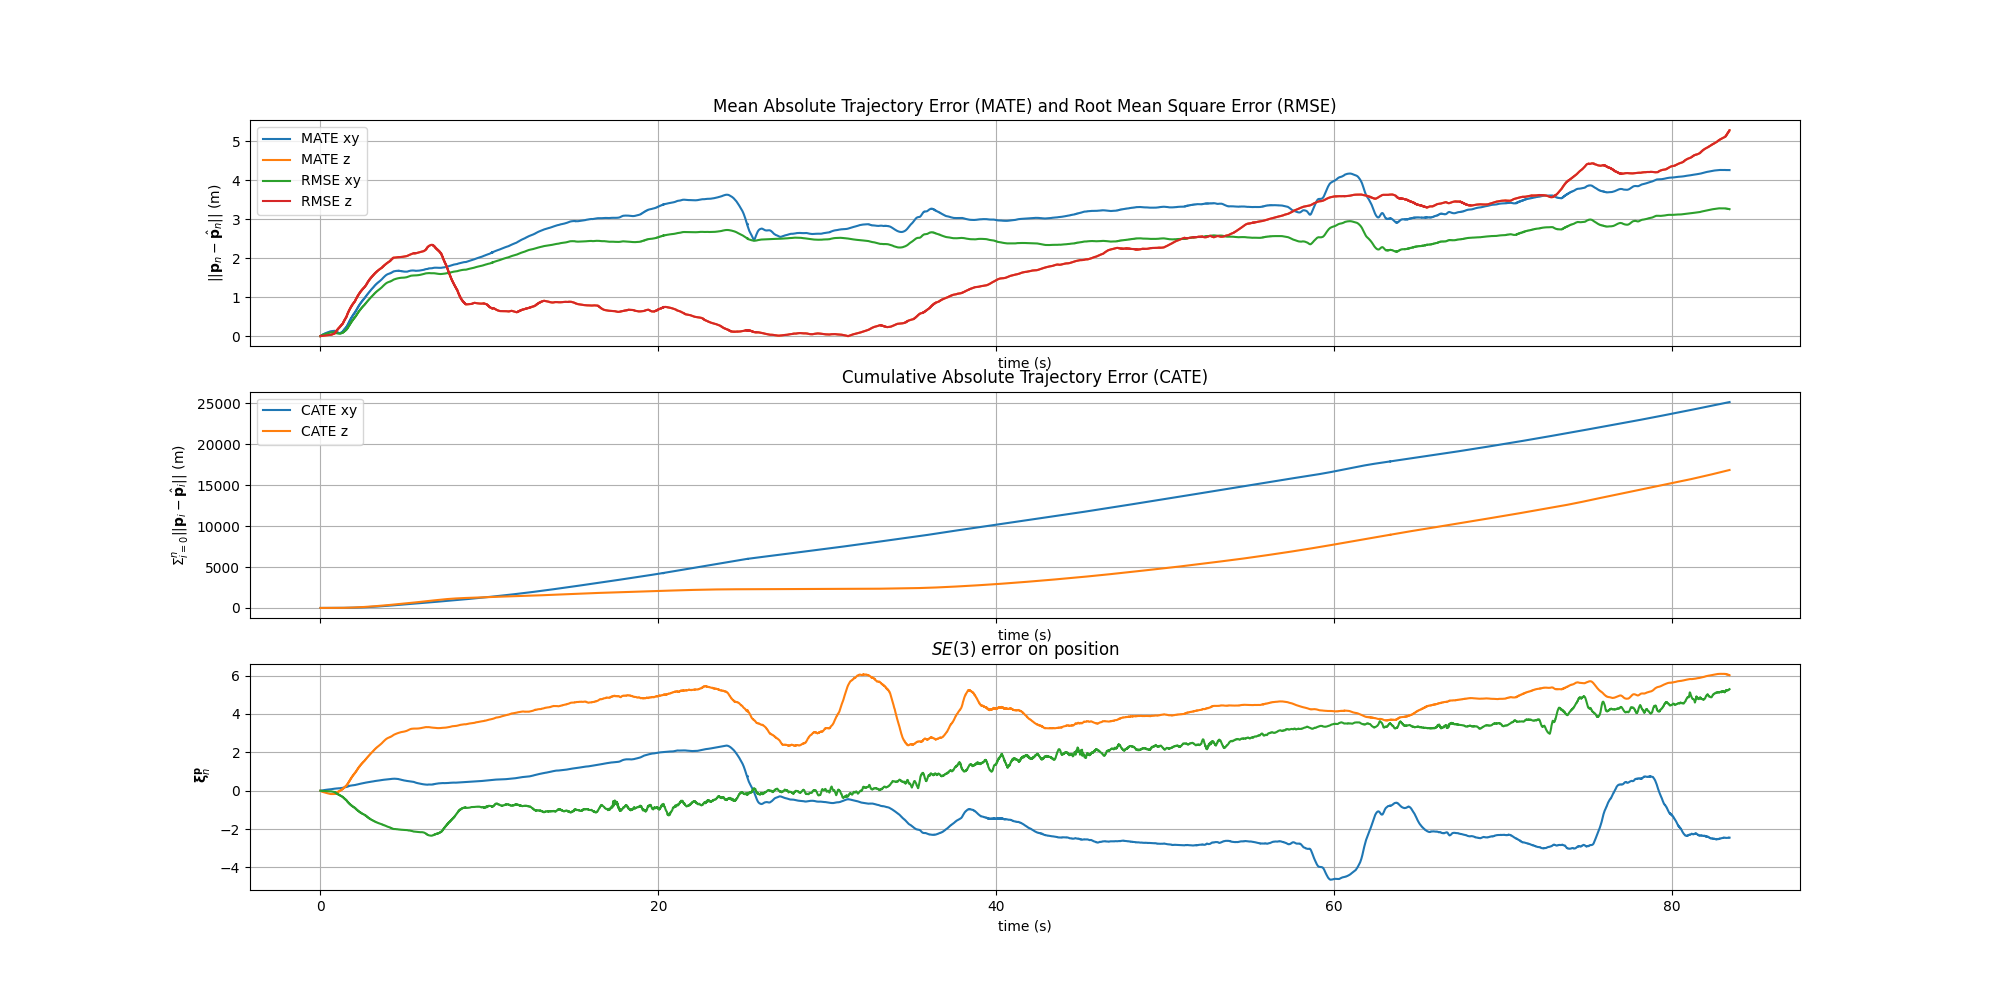 Mean Absolute Trajectory Error (MATE) and Root Mean Square Error (RMSE)
MATE xy
MATE z
RMSE xy
RMSE z
||𝐩ₙ − 𝐩̂ₙ|| (m)
5
4
3
2
1
0
time (s)
Cumulative Absolute Trajectory Error (CATE)
CATE xy
CATE z
Σⁿᵢ₌₀||𝐩ᵢ − 𝐩̂ᵢ|| (m)
25000
20000
15000
10000
5000
0
time (s)
SE(3) error on position
ξₙᵖ
6
4
2
0
−2
−4
0 20 40 60 80
time (s)